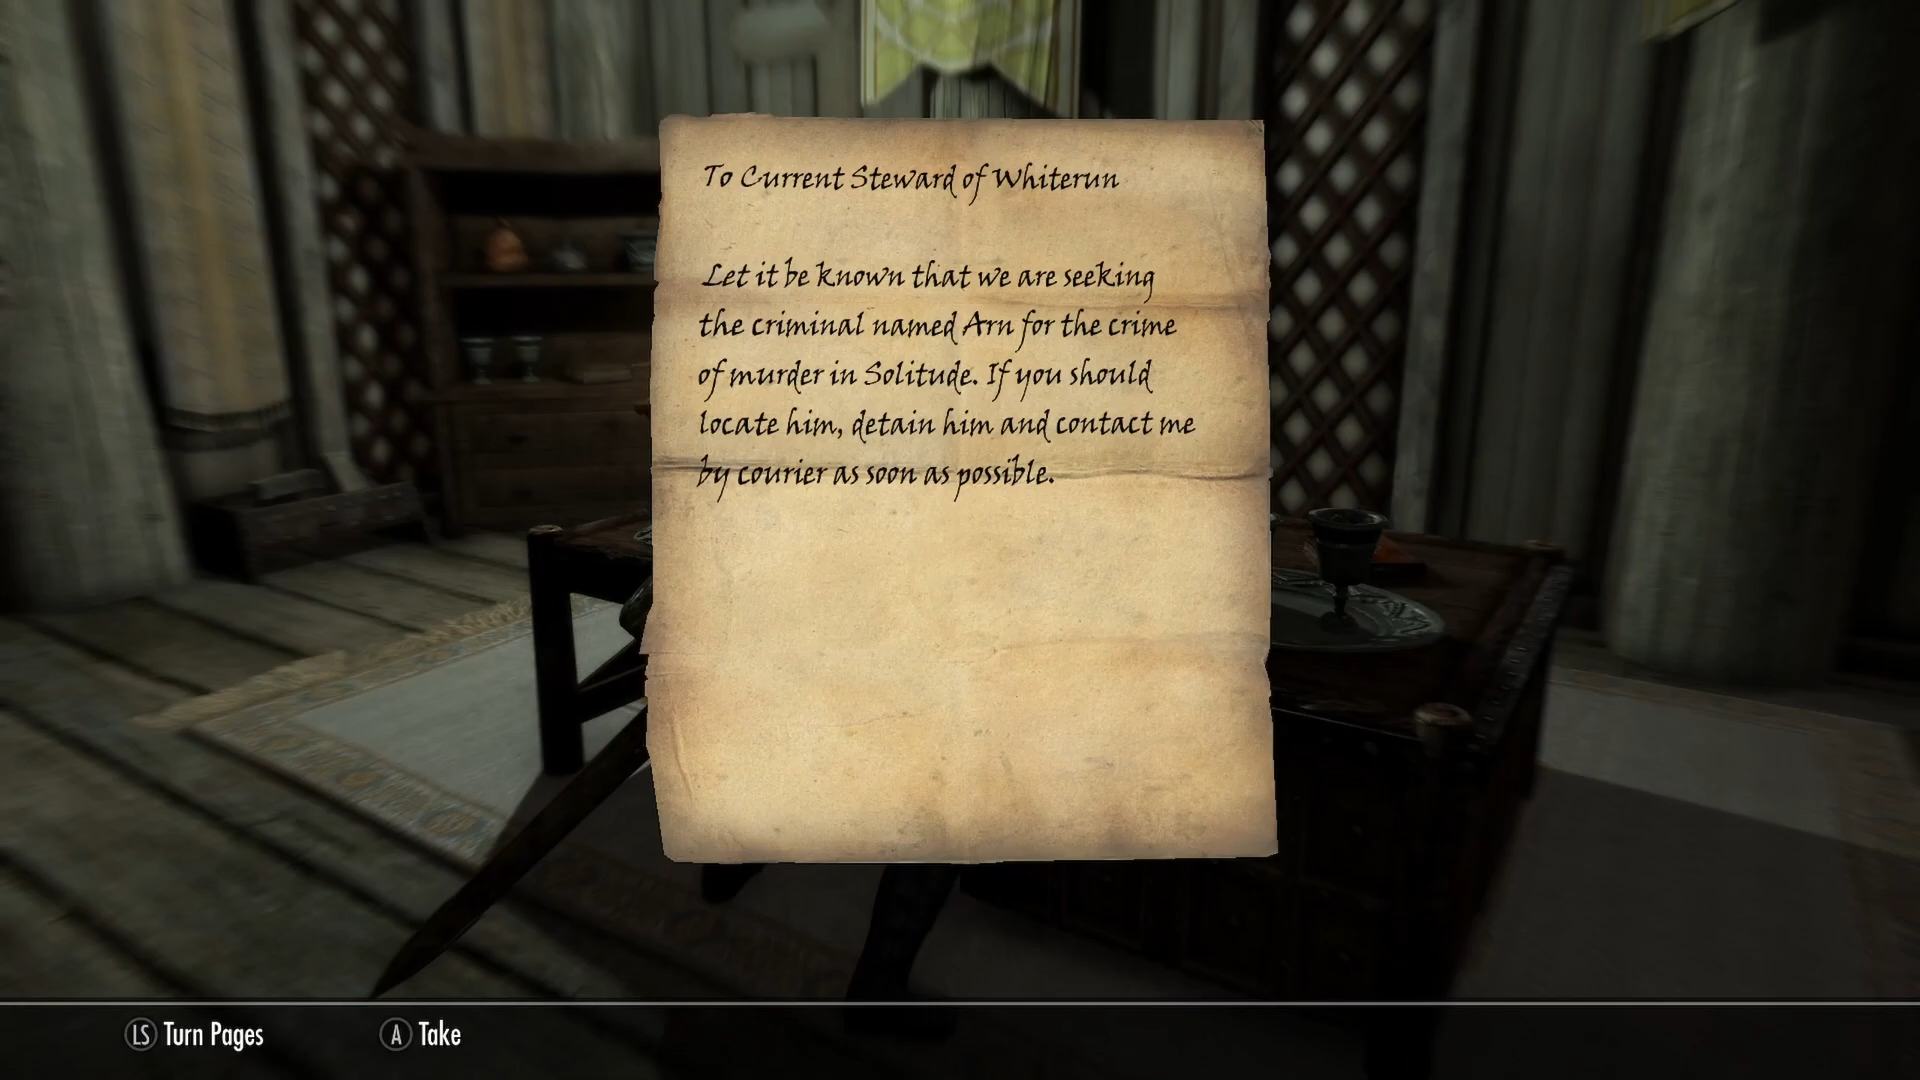 To Current Steward of Whiterun
Let it be known that we are seeking
the criminal named Arn for the crime
of murder in Solitude. If you should
locate him, detain him and contact me
by courier as soon as possible.
LS Turn Pages
A Take